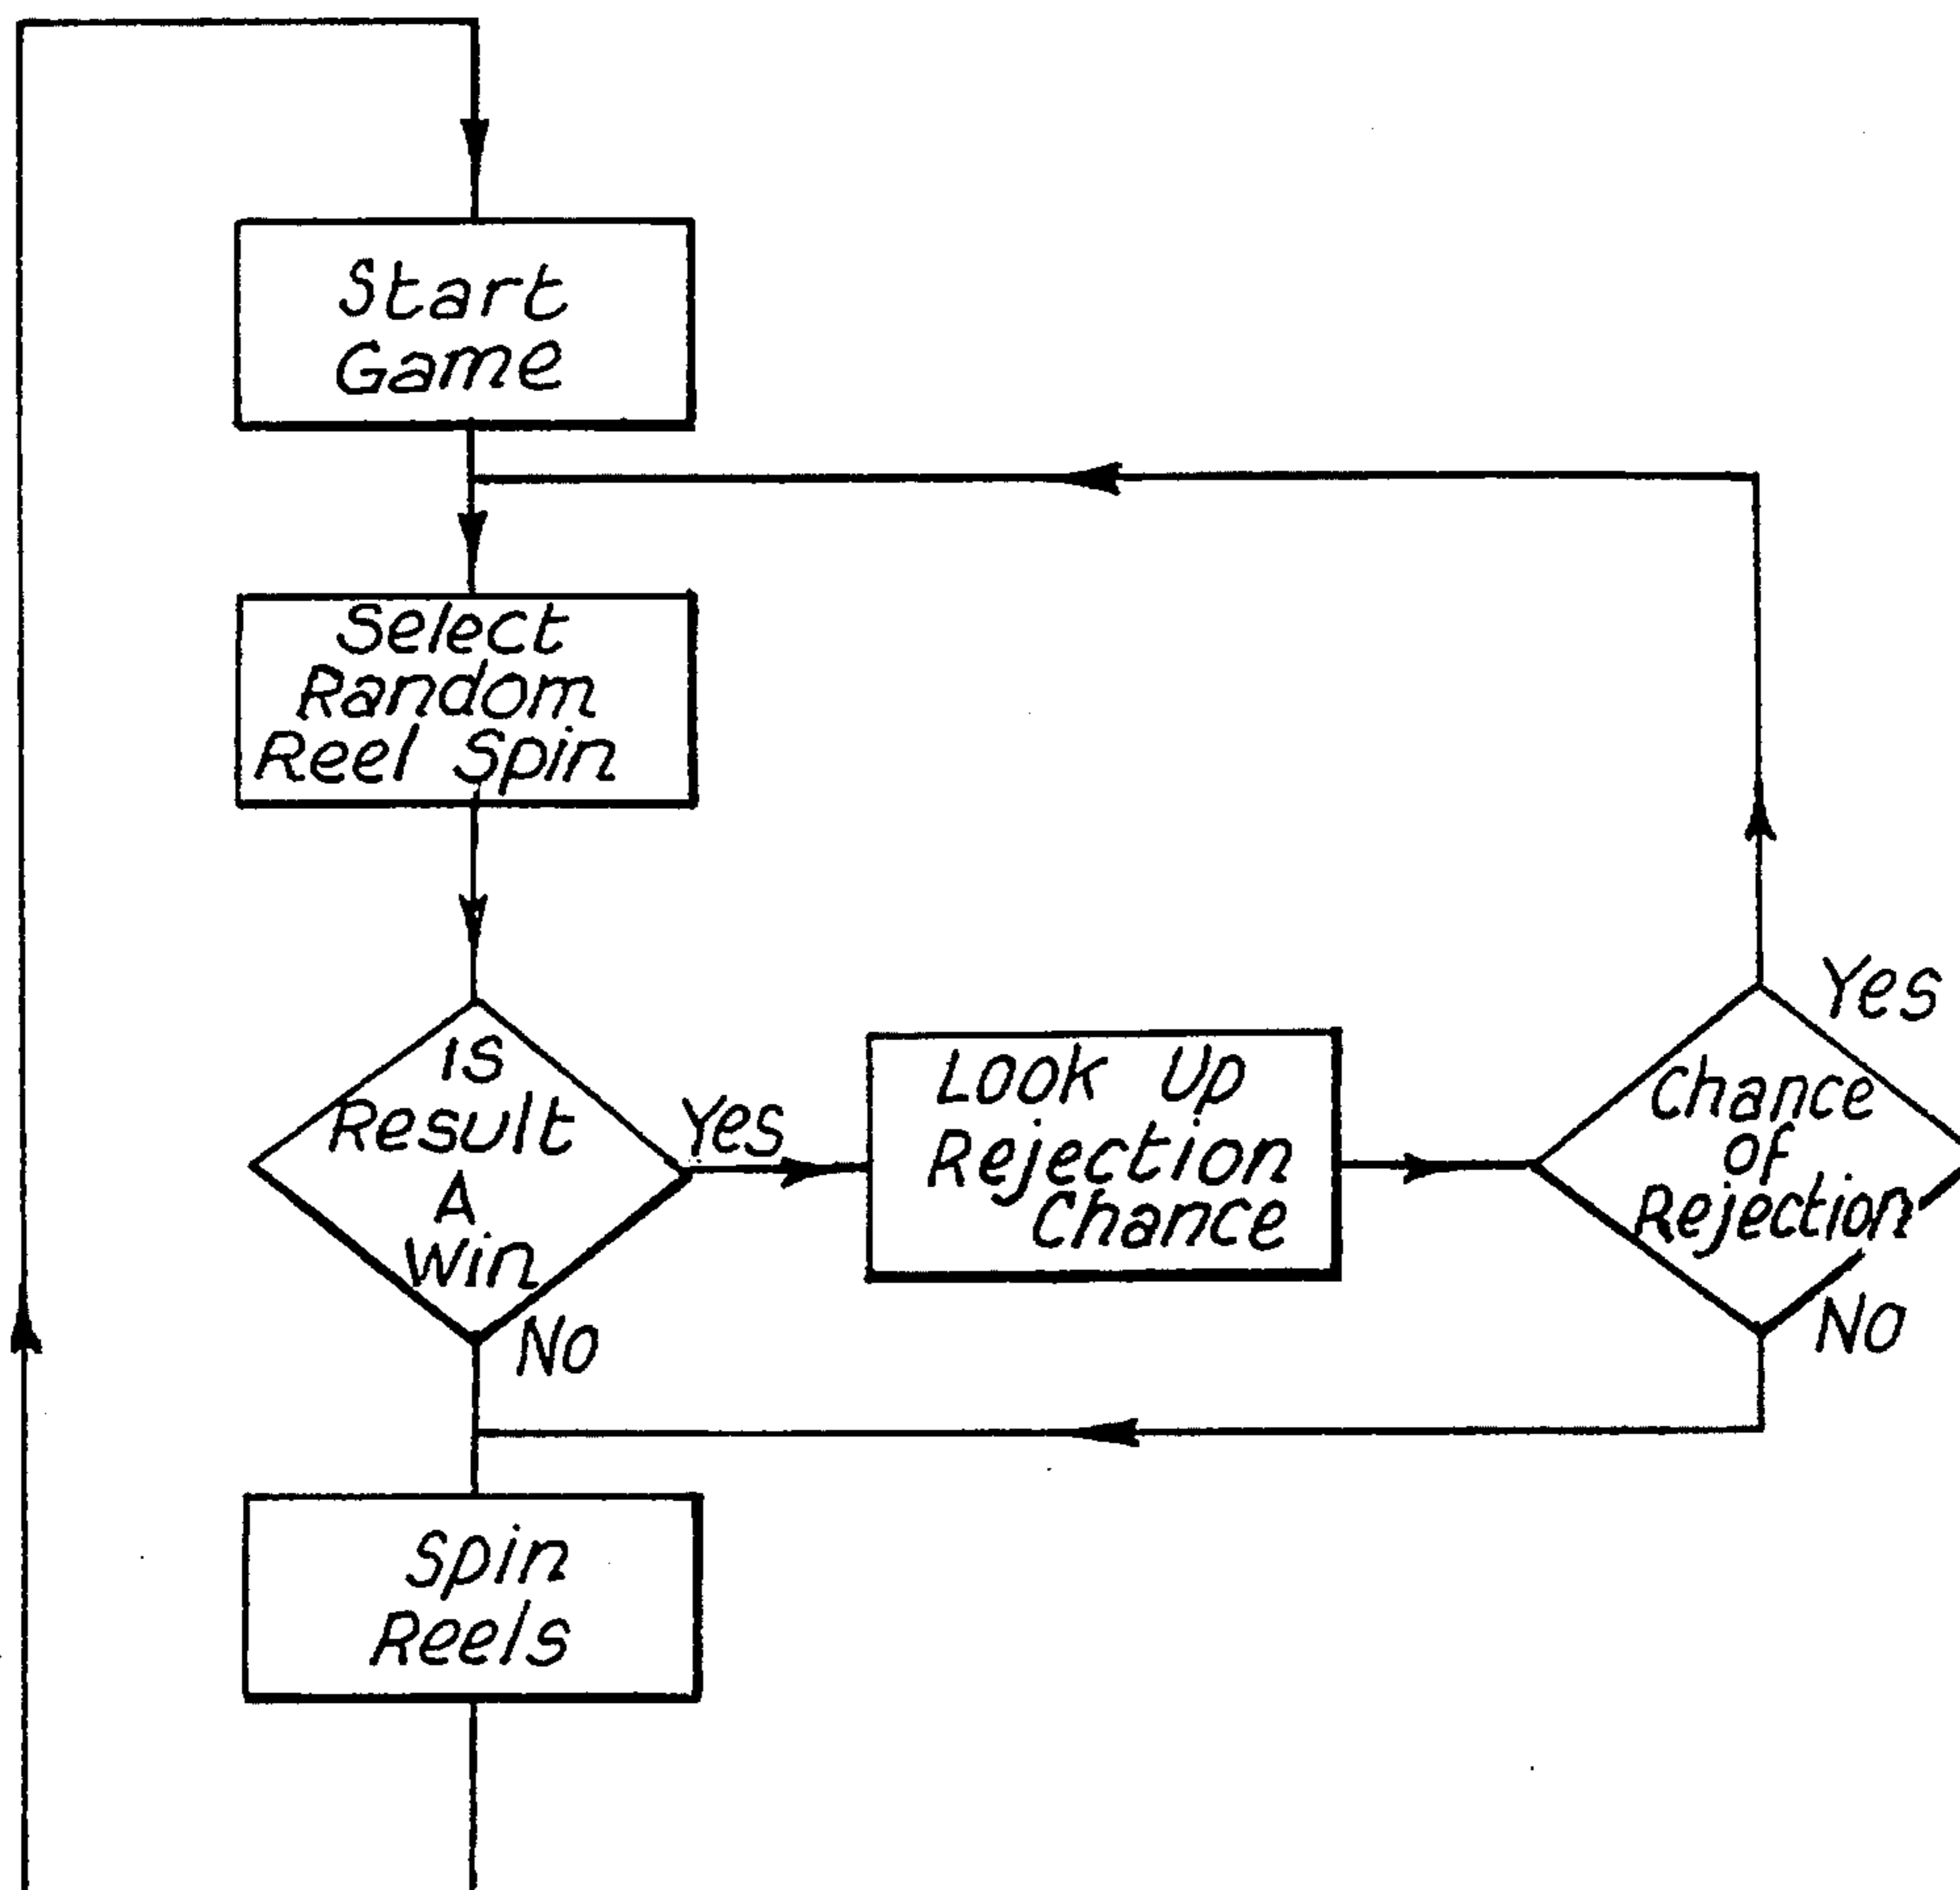 Start
Game
Select
Random
Reel Spin
IS
Result
A
Win
Yes
NO
Look Up
Rejection
Chance
Chance
Of
Rejection
Yes
NO
Spin
Reels